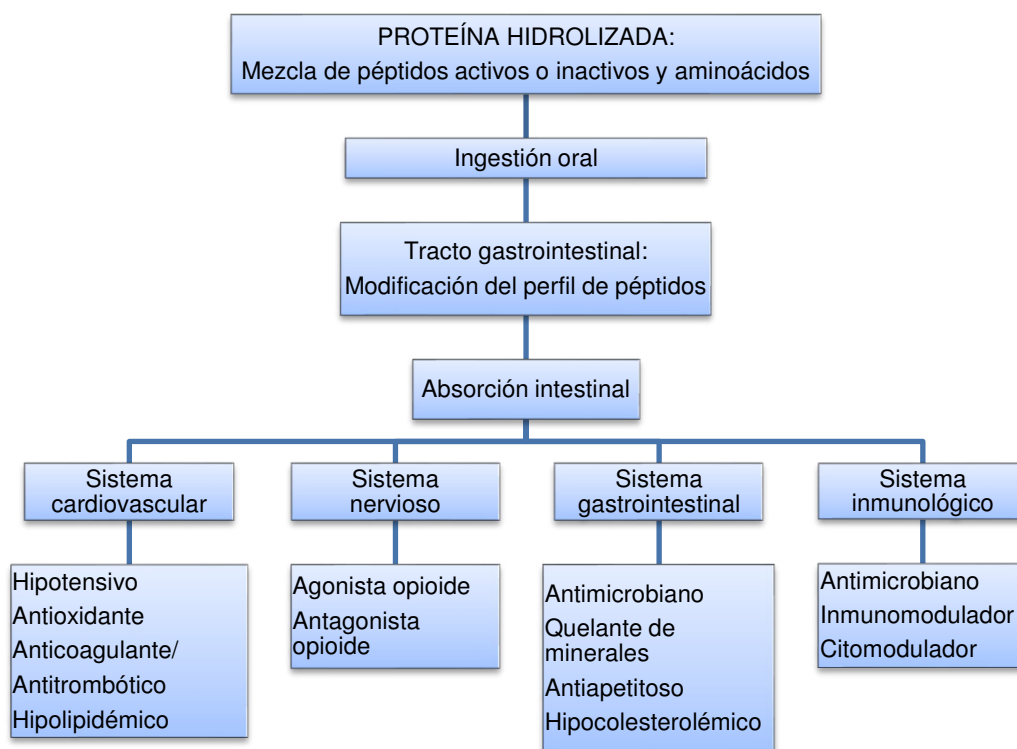 PROTEÍNA HIDROLIZADA:
Mezcla de péptidos activos o inactivos y aminoácidos
Ingestión oral
Tracto gastrointestinal:
Modificación del perfil de péptidos
Absorción intestinal
Sistema
cardiovascular
Hipotensivo
Antioxidante
Anticoagulante/
Antitrombótico
Hipolipidémico
Sistema
nervioso
Agonista opioide
Antagonista
opioide
Sistema
gastrointestinal
Antimicrobiano
Quelante de
minerales
Antiapetitoso
Hipocolesterolémico
Sistema
inmunológico
Antimicrobiano
Inmunomodulador
Citomodulador